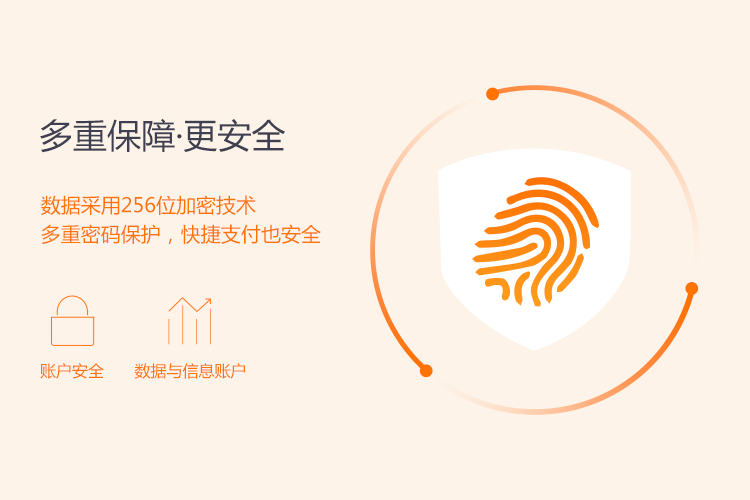 多重保障·更安全
数据采用256位加密技术
多重密码保护，快捷支付也安全
账户安全
数据与信息账户